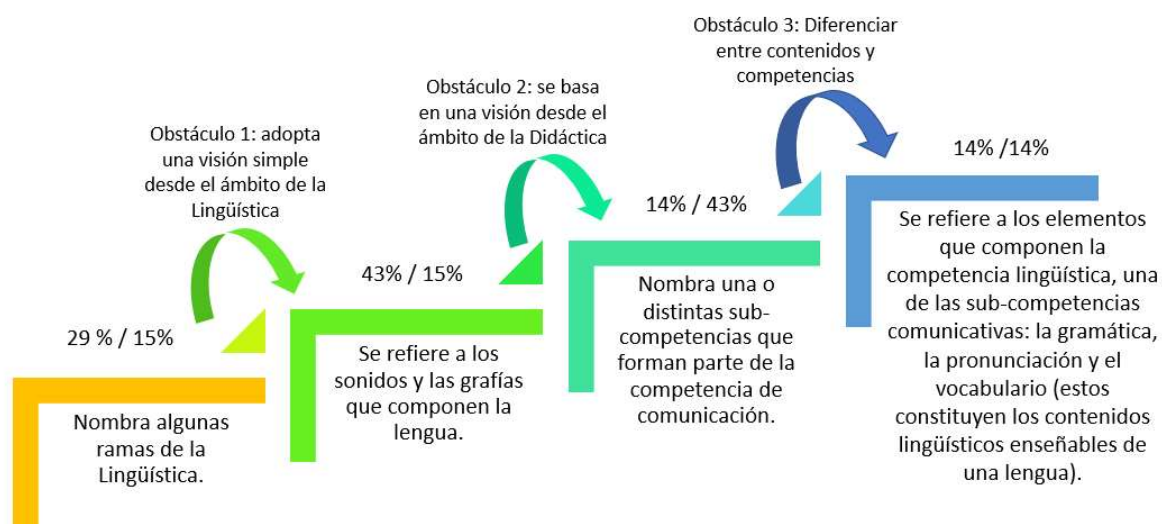 Obstáculo 1: adopta
una visión simple
desde el ámbito de la
Lingüística
29 % / 15%
Nombra algunas
ramas de la
Lingüística.
Obstáculo 2: se basa
en una visión desde el
ámbito de la Didáctica
43% / 15%
Se refiere a los
sonidos y las grafías
que componen la
lengua.
Obstáculo 3: Diferenciar
entre contenidos y
competencias
14% / 43%
Nombra una o
distintas sub-
competencias que
forman parte de la
competencia de
comunicación.
14% /14%
Se refiere a los elementos
que componen la
competencia lingüística, una
de las sub-competencias
comunicativas: la gramática,
la pronunciación y el
vocabulario (estos
constituyen los contenidos
lingüísticos enseñables de
una lengua).